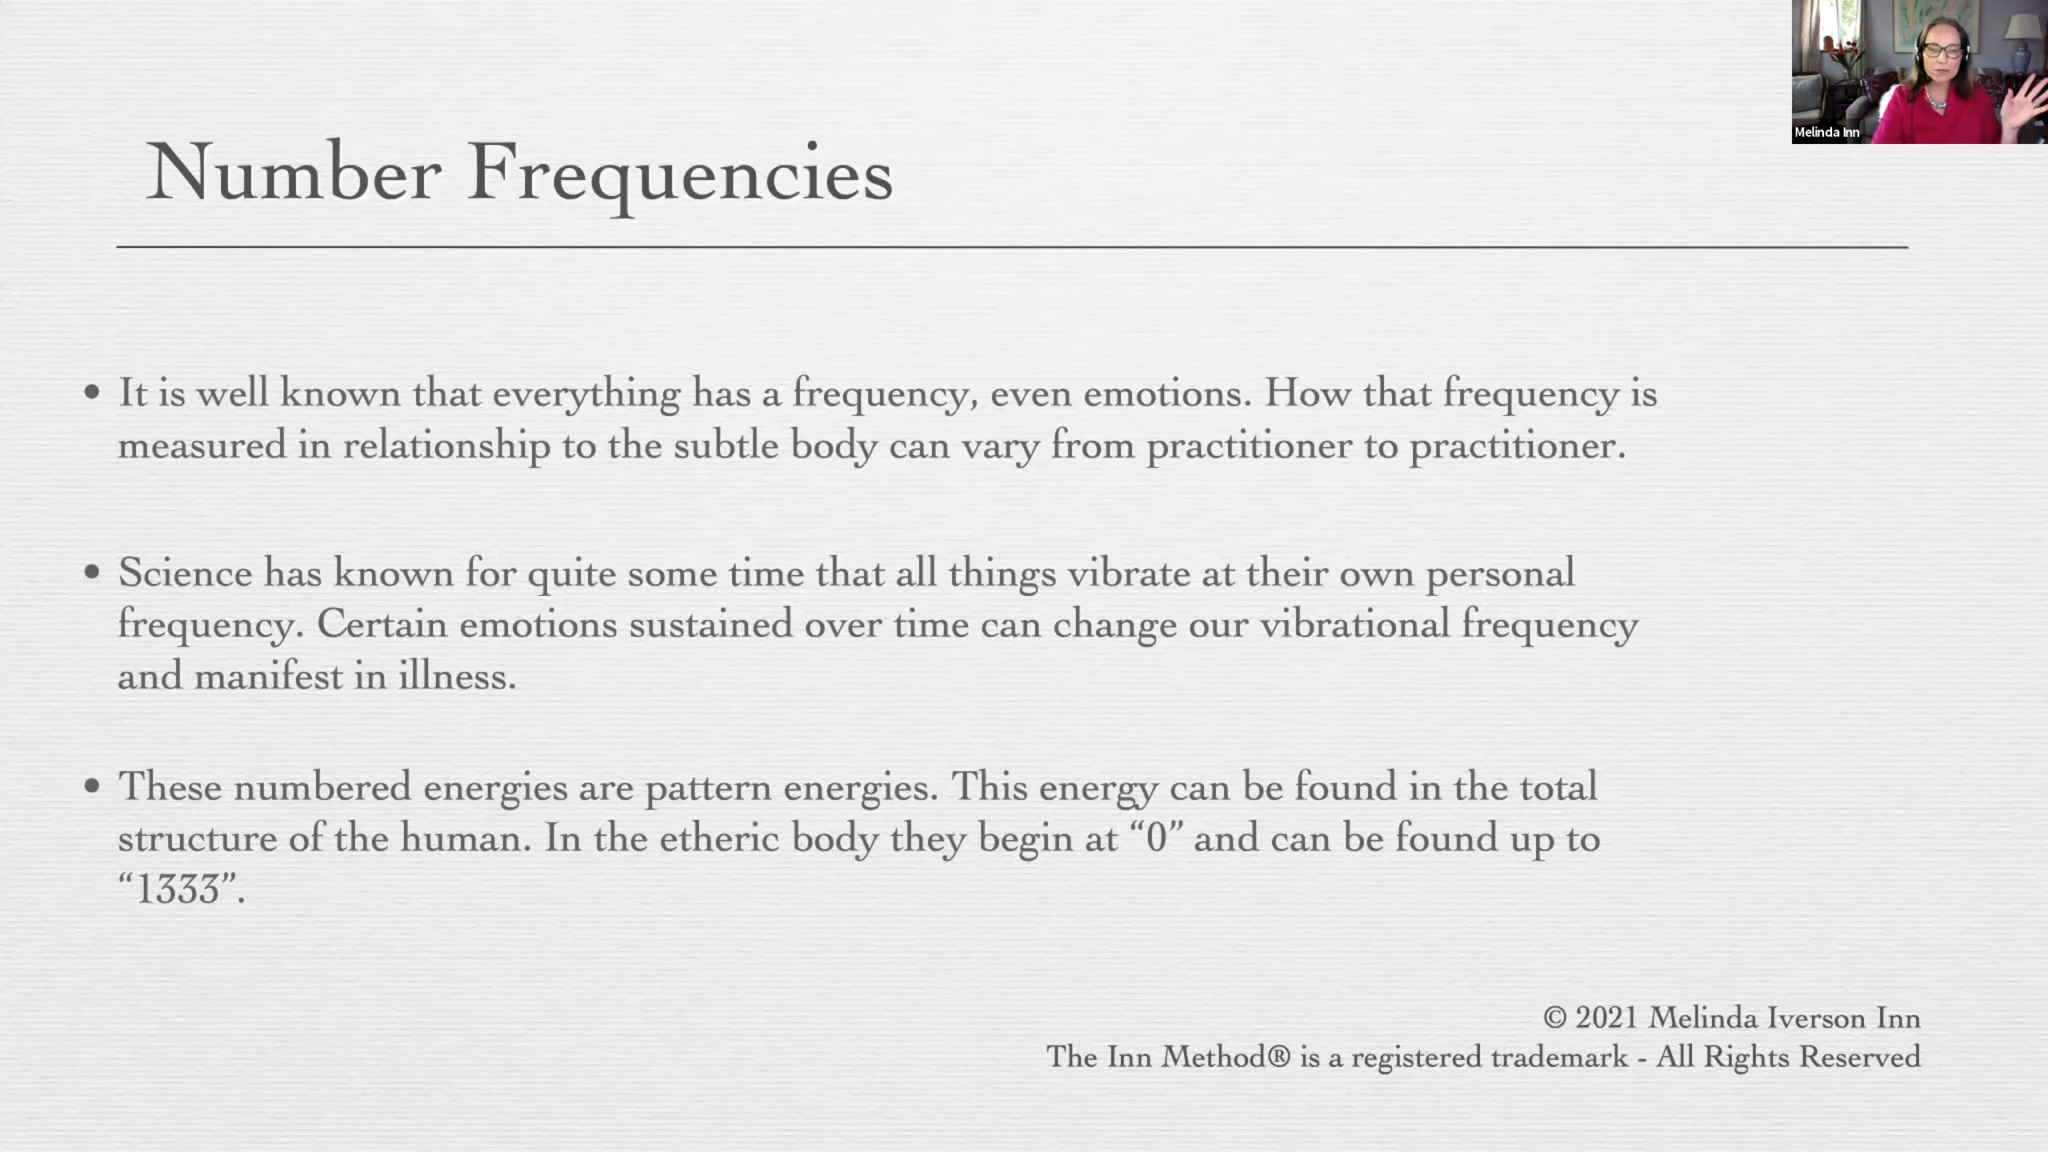 Melinda Inn
Number Frequencies
• It is well known that everything has a frequency, even emotions. How that frequency is
measured in relationship to the subtle body can vary from practitioner to practitioner.
• Science has known for quite some time that all things vibrate at their own personal
frequency. Certain emotions sustained over time can change our vibrational frequency
and manifest in illness.
• These numbered energies are pattern energies. This energy can be found in the total
structure of the human. In the etheric body they begin at “0” and can be found up to
“1333”.
© 2021 Melinda Iverson Inn
The Inn Method® is a registered trademark - All Rights Reserved